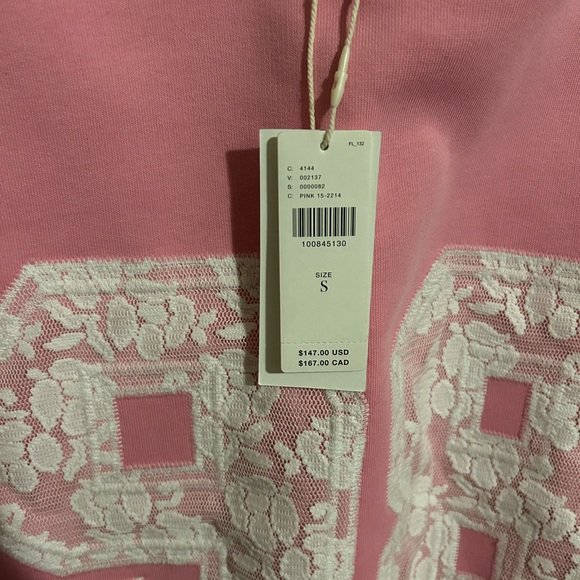 FL_132
C: 4144
V: 002137
S: 0000082
C: PINK 15-2214
100845130
SIZE
S
$147.00 USD
$167.00 CAD